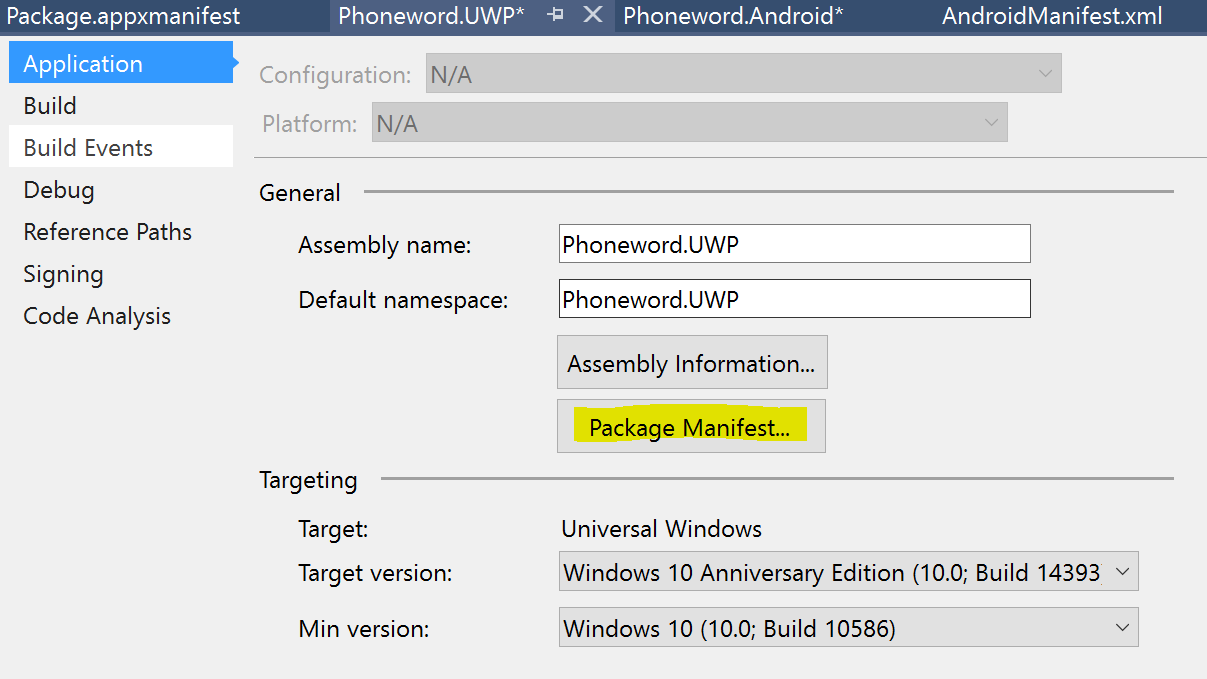 Package.appxmanifest Phoneword.UWP* Phoneword.Android* AndroidManifest.xml
Application
Build
Build Events
Debug
Reference Paths
Signing
Code Analysis
Configuration: N/A
Platform: N/A
General
Assembly name: Phoneword.UWP
Default namespace: Phoneword.UWP
Assembly Information...
Package Manifest...
Targeting
Target: Universal Windows
Target version: Windows 10 Anniversary Edition (10.0; Build 14393)
Min version: Windows 10 (10.0; Build 10586)